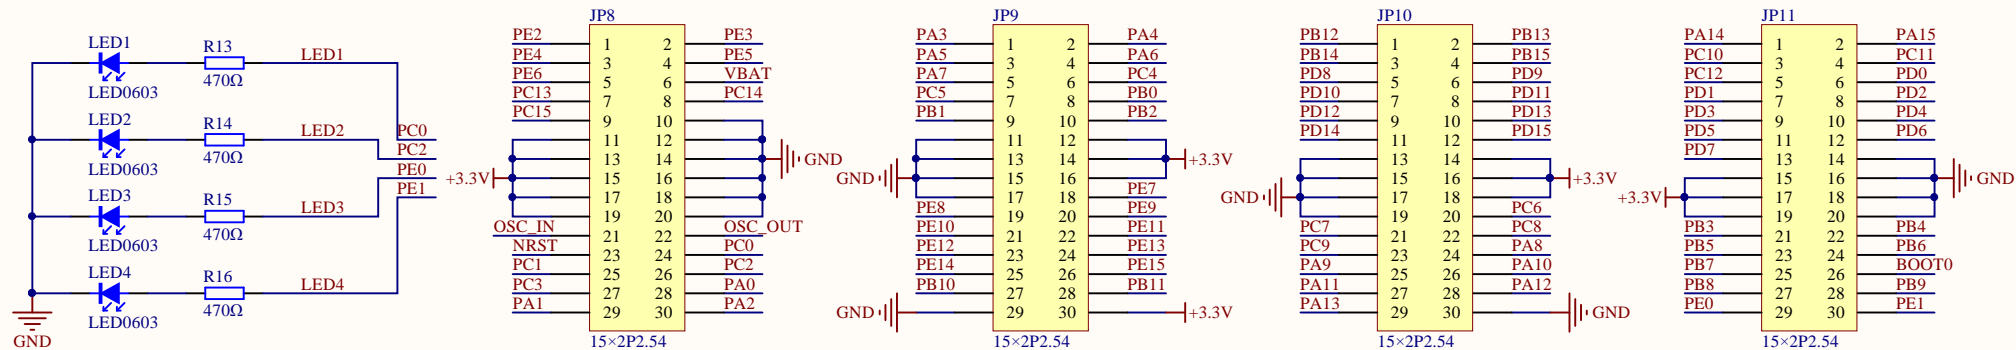 LED1 R13 LED1
LED0603 470Ω
LED2 R14 LED2 PC0
LED0603 470Ω PC2
LED3 R15 LED3 PE0
LED0603 470Ω PE1
LED4 R16 LED4
LED0603 470Ω
GND
JP8
PE2 1 2 PE3
PE4 3 4 PE5
PE6 5 6 VBAT
PC13 7 8 PC14
PC15 9 10
11 12
13 14 GND
+3.3V 15 16
17 18
19 20
OSC_IN 21 22 OSC_OUT
NRST 23 24 PC0
PC1 25 26 PC2
PC3 27 28 PA0
PA1 29 30 PA2
15×2P2.54
JP9
PA3 1 2 PA4
PA5 3 4 PA6
PA7 5 6 PC4
PC5 7 8 PB0
PB1 9 10 PB2
11 12
13 14 +3.3V
GND 15 16
17 18 PE7
PE8 19 20 PE9
PE10 21 22 PE11
PE12 23 24 PE13
PE14 25 26 PE15
PB10 27 28 PB11
GND 29 30 +3.3V
15×2P2.54
JP10
PB12 1 2 PB13
PB14 3 4 PB15
PD8 5 6 PD9
PD10 7 8 PD11
PD12 9 10 PD13
PD14 11 12 PD15
13 14
15 16 +3.3V
GND 17 18
19 20 PC6
PC7 21 22 PC8
PC9 23 24 PA8
PA9 25 26 PA10
PA11 27 28 PA12
PA13 29 30 GND
15×2P2.54
JP11
PA14 1 2 PA15
PC10 3 4 PC11
PC12 5 6 PD0
PD1 7 8 PD2
PD3 9 10 PD4
PD5 11 12 PD6
PD7 13 14
15 16 GND
+3.3V 17 18
19 20
PB3 21 22 PB4
PB5 23 24 PB6
PB7 25 26 BOOT0
PB8 27 28 PB9
PE0 29 30 PE1
15×2P2.54